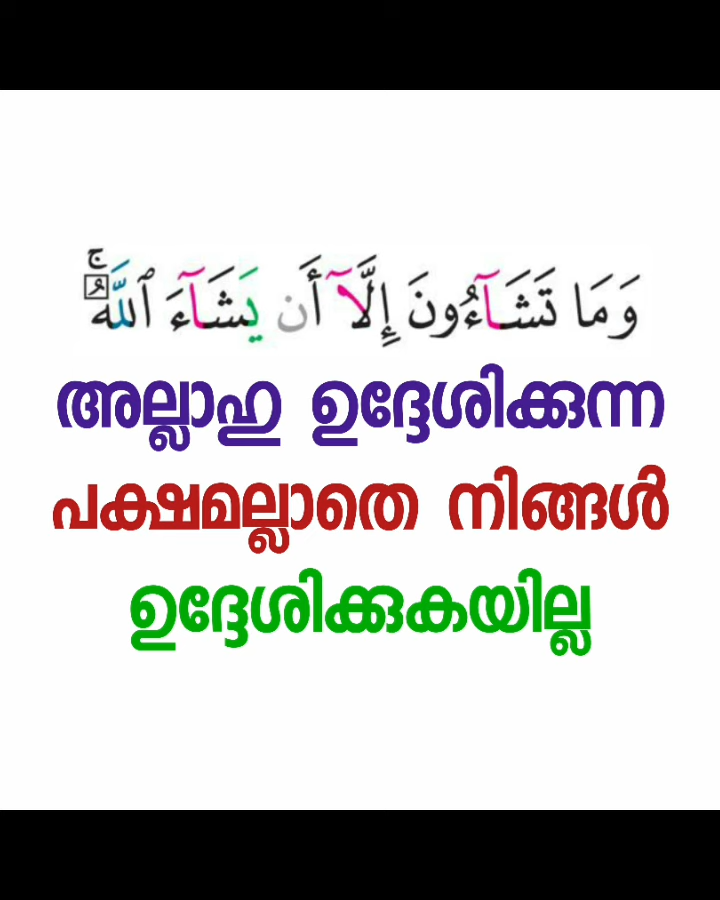 وَمَا تَشَآءُونَ إِلَّآ أَن يَشَآءَ ٱللَّهُ ۚ
അല്ലാഹു ഉദ്ദേശിക്കുന്ന
പക്ഷമല്ലാതെ നിങ്ങൾ
ഉദ്ദേശിക്കുകയില്ല